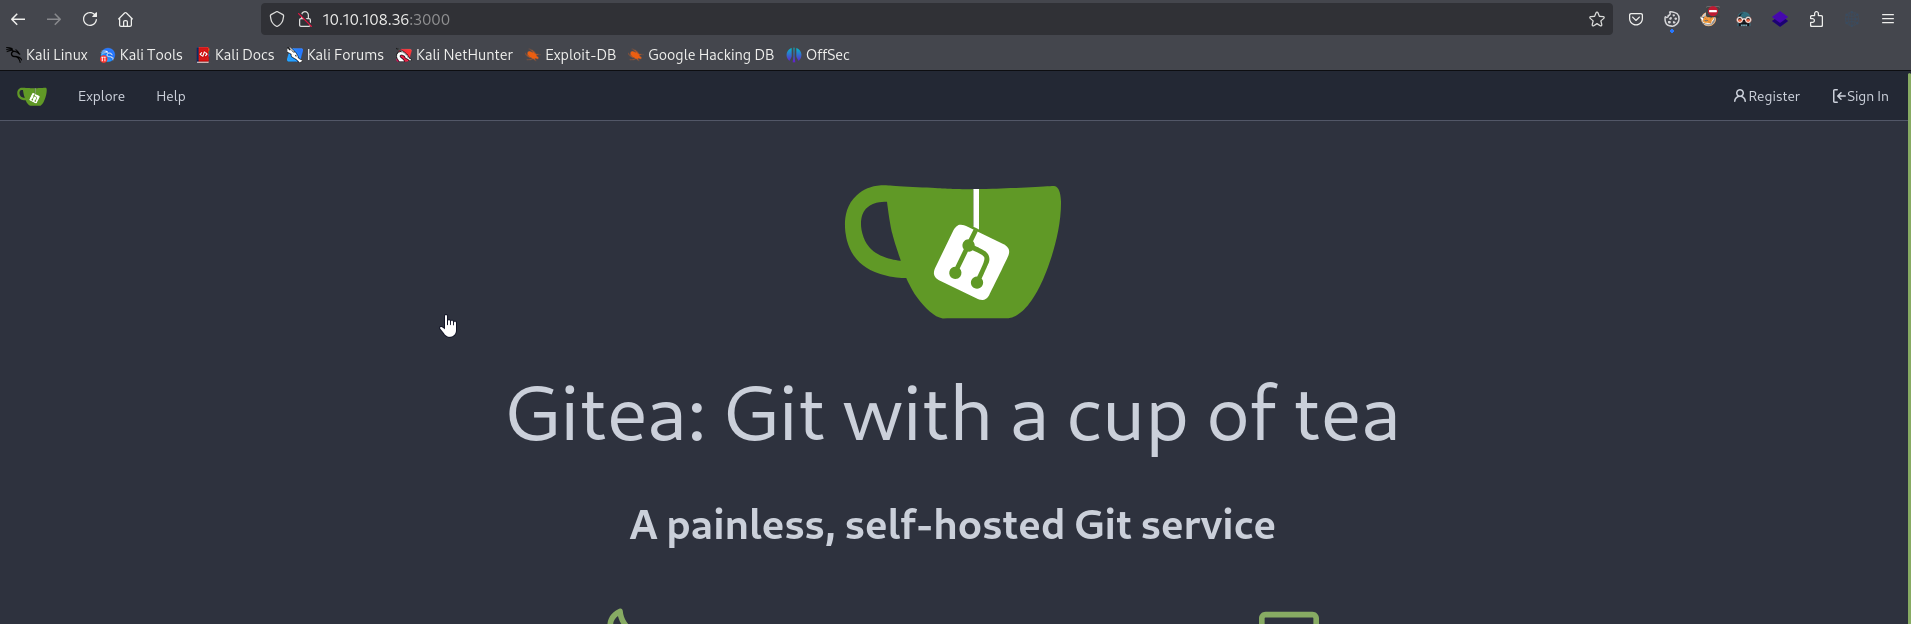 10.10.108.36:3000
Kali Linux Kali Tools Kali Docs Kali Forums Kali NetHunter Exploit-DB Google Hacking DB OffSec
Explore Help Register Sign In
Gitea: Git with a cup of tea
A painless, self-hosted Git service